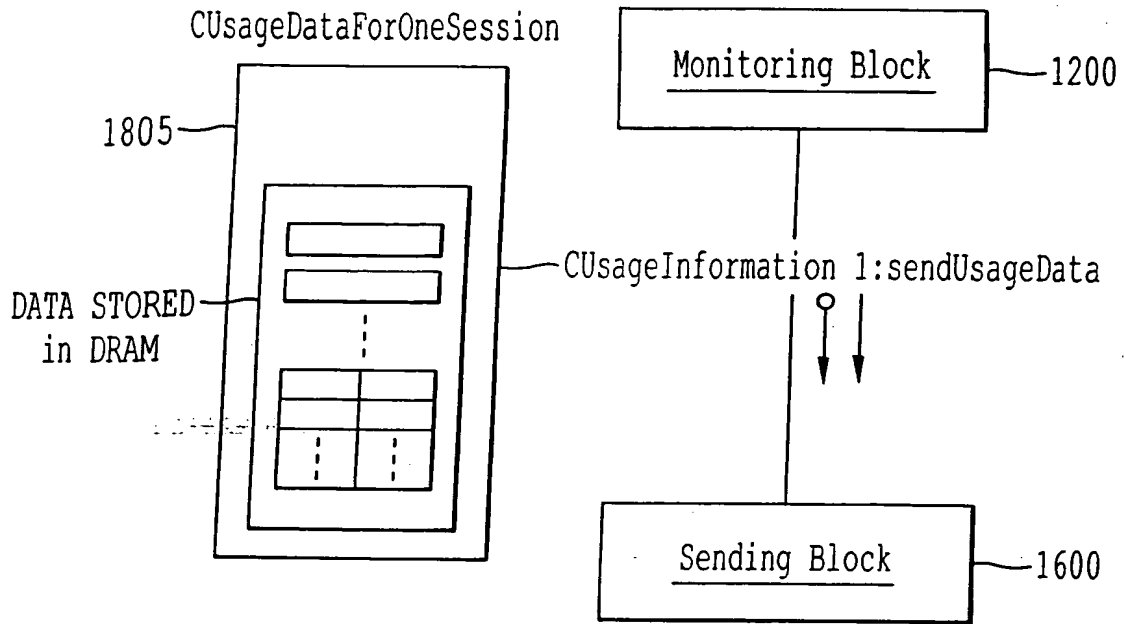 CUsageDataForOneSession
Monitoring Block
1200
1805
CUsageInformation 1:sendUsageData
DATA STORED
in DRAM
Sending Block
1600